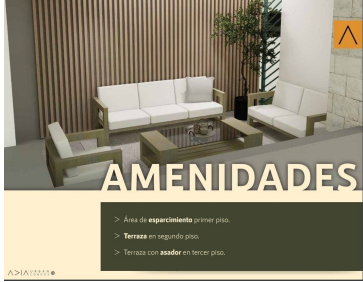 AMENIDADES
> Área de esparcimiento primer piso.
> Terraza en segundo piso.
> Terraza con asador en tercer piso.